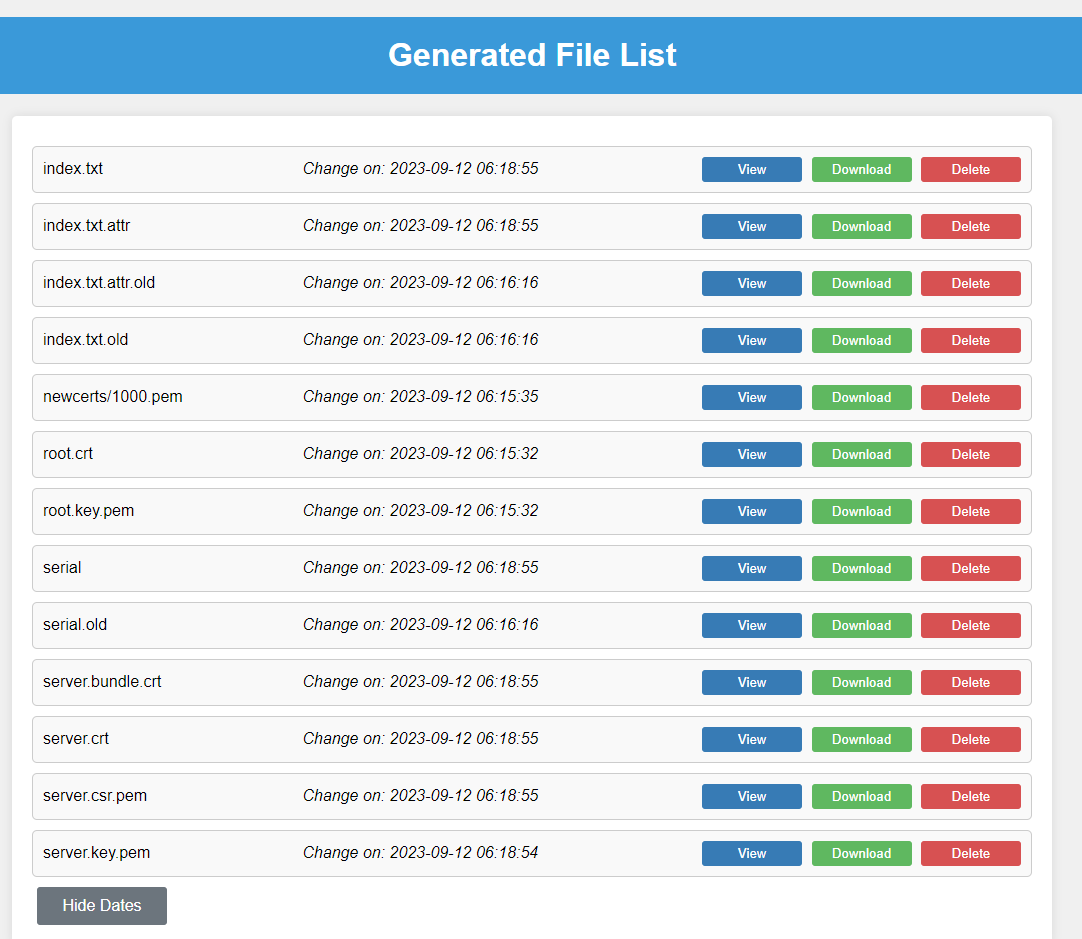 Generated File List
index.txt Change on: 2023-09-12 06:18:55 View Download Delete
index.txt.attr Change on: 2023-09-12 06:18:55 View Download Delete
index.txt.attr.old Change on: 2023-09-12 06:16:16 View Download Delete
index.txt.old Change on: 2023-09-12 06:16:16 View Download Delete
newcerts/1000.pem Change on: 2023-09-12 06:15:35 View Download Delete
root.crt Change on: 2023-09-12 06:15:32 View Download Delete
root.key.pem Change on: 2023-09-12 06:15:32 View Download Delete
serial Change on: 2023-09-12 06:18:55 View Download Delete
serial.old Change on: 2023-09-12 06:16:16 View Download Delete
server.bundle.crt Change on: 2023-09-12 06:18:55 View Download Delete
server.crt Change on: 2023-09-12 06:18:55 View Download Delete
server.csr.pem Change on: 2023-09-12 06:18:55 View Download Delete
server.key.pem Change on: 2023-09-12 06:18:54 View Download Delete
Hide Dates